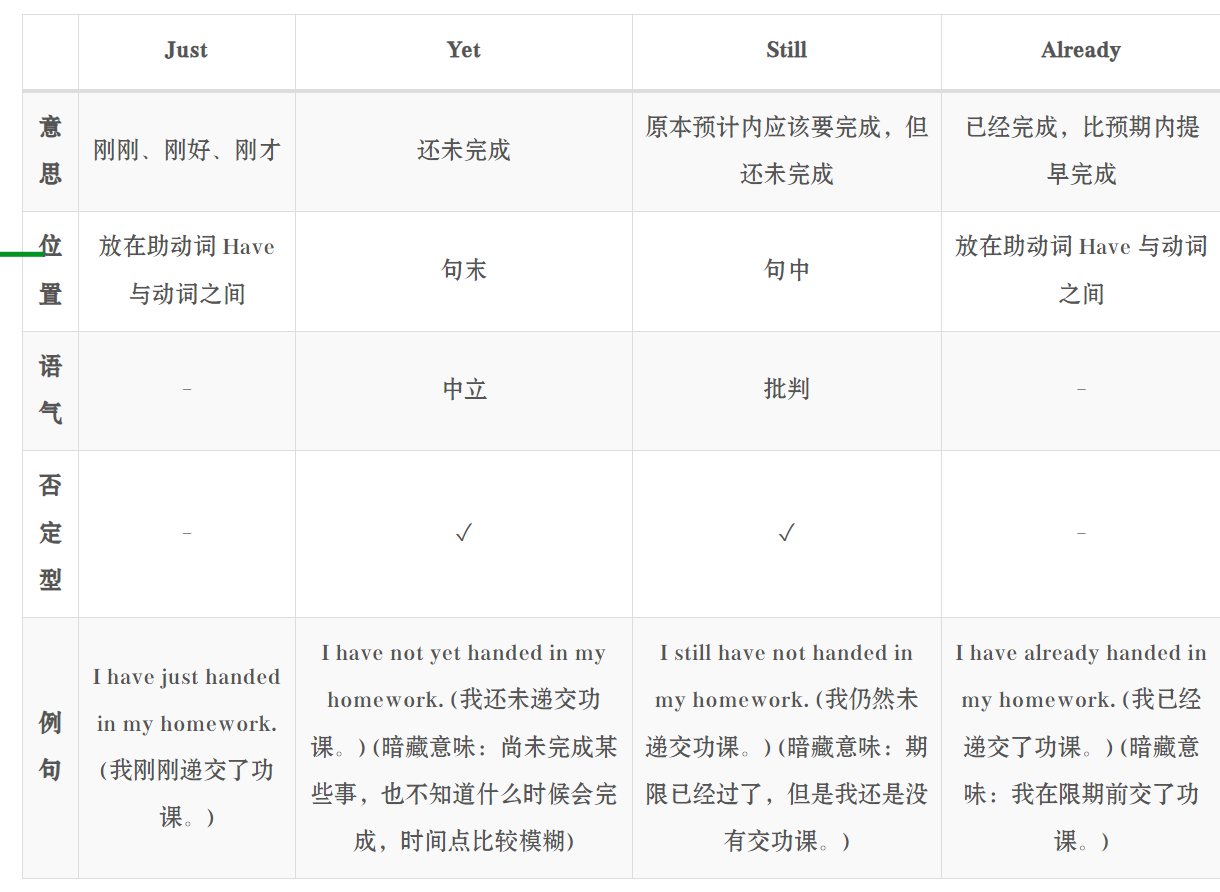 Just Yet Still Already
意思 刚刚、刚好、刚才 还未完成 原本预计内应该要完成，但还未完成 已经完成，比预期内提早完成
位置 放在助动词 Have 与动词之间 句末 句中 放在助动词 Have 与动词之间
语气 – 中立 批判 –
否定型 – ✓ ✓ –
例句
I have just handed
in my homework.
(我刚刚递交了功
课。)
I have not yet handed in my
homework. (我还未递交功
课。) (暗藏意味：尚未完成某
些事，也不知道什么时候会完
成，时间点比较模糊)
I still have not handed in
my homework. (我仍然未
递交功课。) (暗藏意味：期
限已经过了，但是我还是没
有交功课。)
I have already handed in
my homework. (我已经
递交了功课。) (暗藏意
味：我在限期前交了功
课。)